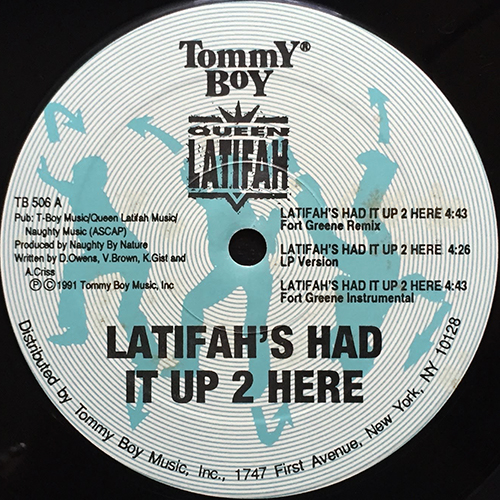 TOMMY® BOY
QUEEN
LATIFAH
TB 506 A
Pub: T-Boy Music/Queen Latifah Music/
Naughty Music (ASCAP)
Produced by Naughty By Nature
Written by D.Owens, V.Brown, K.Gist and
A.Criss
Ⓟ © 1991 Tommy Boy Music, Inc
LATIFAH'S HAD IT UP 2 HERE 4:43
Fort Greene Remix
LATIFAH'S HAD IT UP 2 HERE 4:26
LP Version
LATIFAH'S HAD IT UP 2 HERE 4:43
Fort Greene Instrumental
LATIFAH'S HAD
IT UP 2 HERE
Distributed by Tommy Boy Music, Inc., 1747 First Avenue, New York, NY 10128